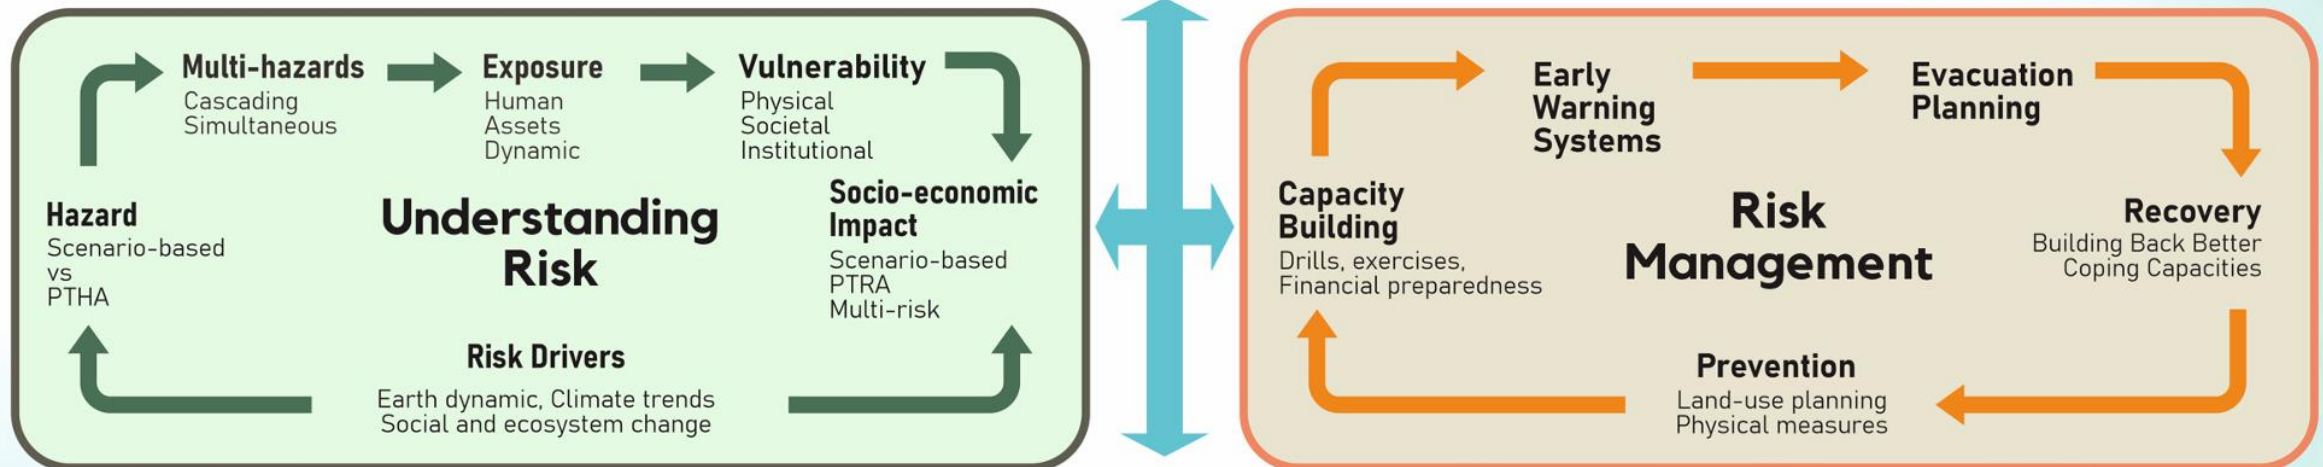 Multi-hazards
Cascading
Simultaneous
Exposure
Human
Assets
Dynamic
Vulnerability
Physical
Societal
Institutional
Hazard
Scenario-based
vs
PTHA
Understanding
Risk
Socio-economic
Impact
Scenario-based
PTRA
Multi-risk
Risk Drivers
Earth dynamic, Climate trends
Social and ecosystem change
Early
Warning
Systems
Evacuation
Planning
Capacity
Building
Drills, exercises,
Financial preparedness
Risk
Management
Recovery
Building Back Better
Coping Capacities
Prevention
Land-use planning
Physical measures